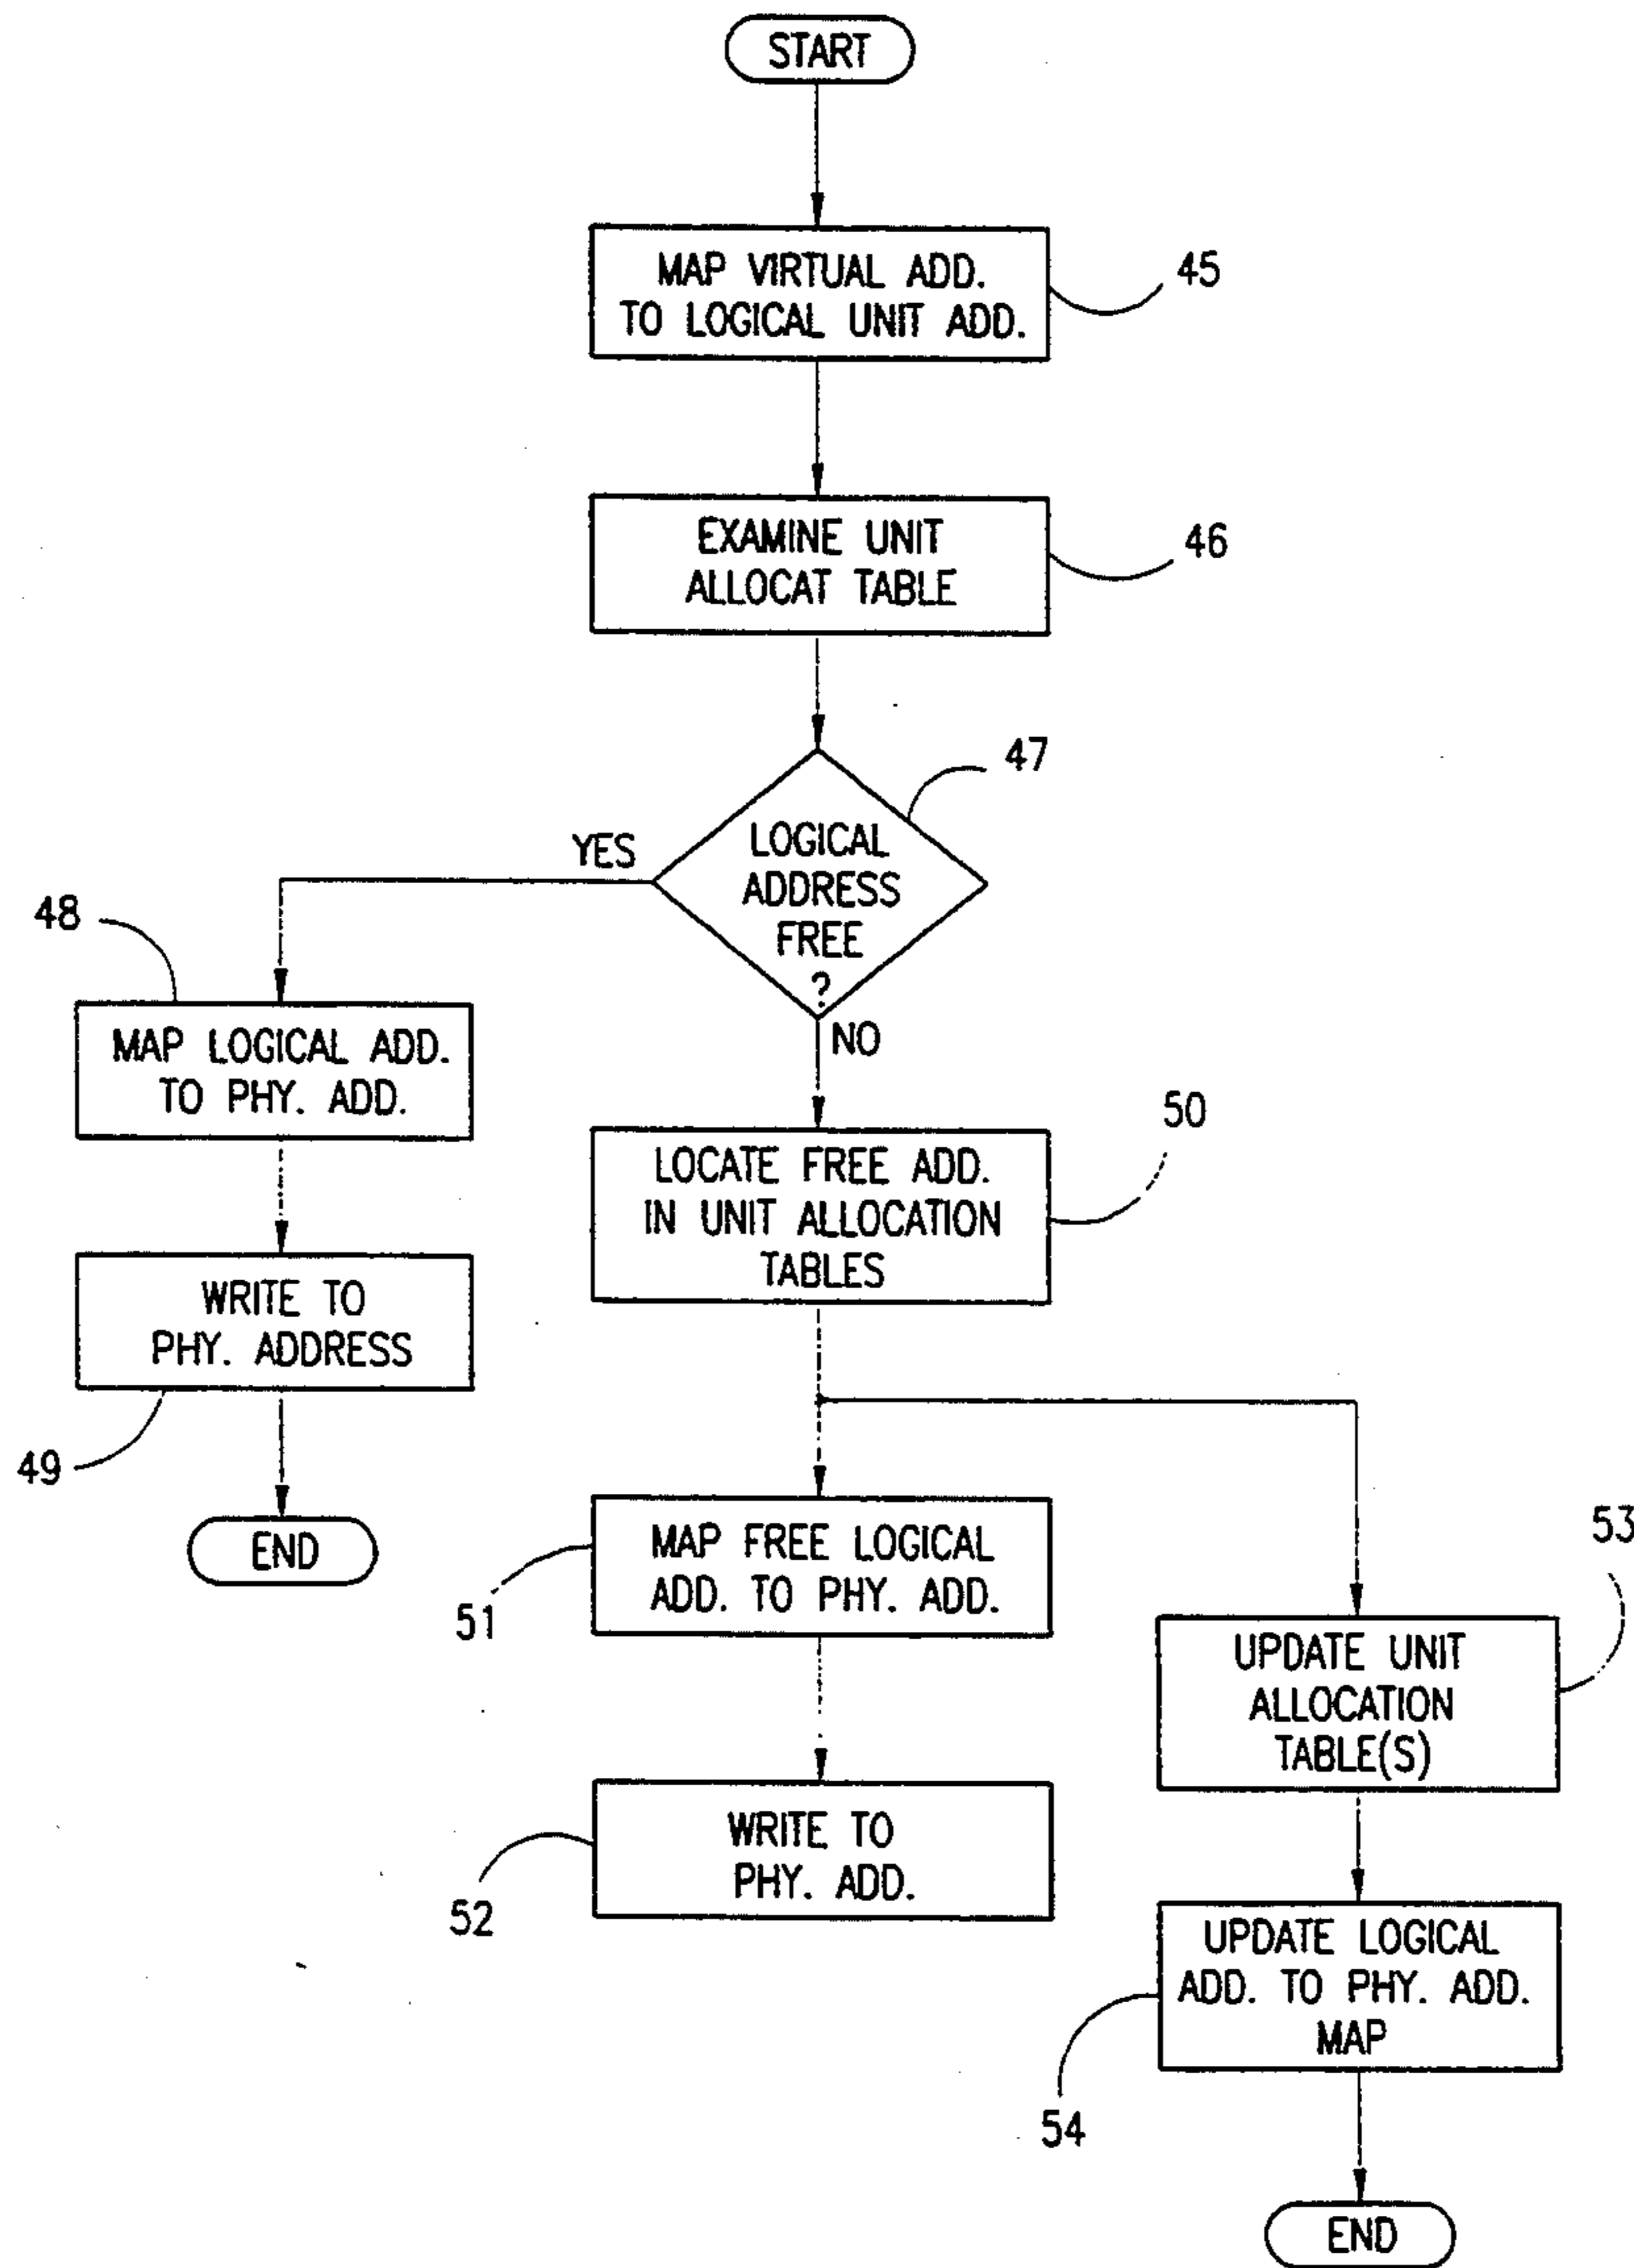 START
MAP VIRTUAL ADD.
TO LOGICAL UNIT ADD.
45
EXAMINE UNIT
ALLOCAT TABLE
46
47
LOGICAL
ADDRESS
FREE
?
YES
NO
48
MAP LOGICAL ADD.
TO PHY. ADD.
WRITE TO
PHY. ADDRESS
49
END
50
LOCATE FREE ADD.
IN UNIT ALLOCATION
TABLES
MAP FREE LOGICAL
ADD. TO PHY. ADD.
51
WRITE TO
PHY. ADD.
52
53
UPDATE UNIT
ALLOCATION
TABLE(S)
UPDATE LOGICAL
ADD. TO PHY. ADD.
MAP
54
END